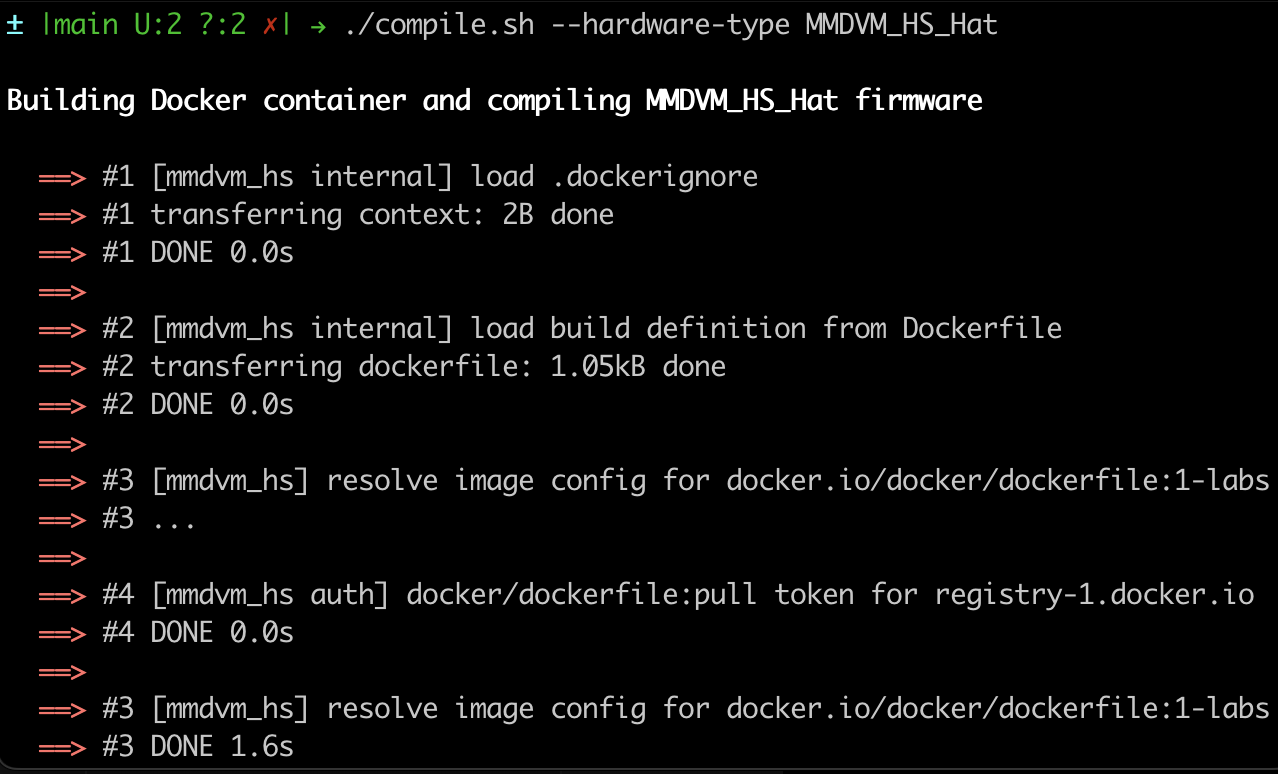 ± |main U:2 ?:2 ✗| → ./compile.sh --hardware-type MMDVM_HS_Hat
Building Docker container and compiling MMDVM_HS_Hat firmware
==> #1 [mmdvm_hs internal] load .dockerignore
==> #1 transferring context: 2B done
==> #1 DONE 0.0s
==>
==> #2 [mmdvm_hs internal] load build definition from Dockerfile
==> #2 transferring dockerfile: 1.05kB done
==> #2 DONE 0.0s
==>
==> #3 [mmdvm_hs] resolve image config for docker.io/docker/dockerfile:1-labs
==> #3 ...
==>
==> #4 [mmdvm_hs auth] docker/dockerfile:pull token for registry-1.docker.io
==> #4 DONE 0.0s
==>
==> #3 [mmdvm_hs] resolve image config for docker.io/docker/dockerfile:1-labs
==> #3 DONE 1.6s